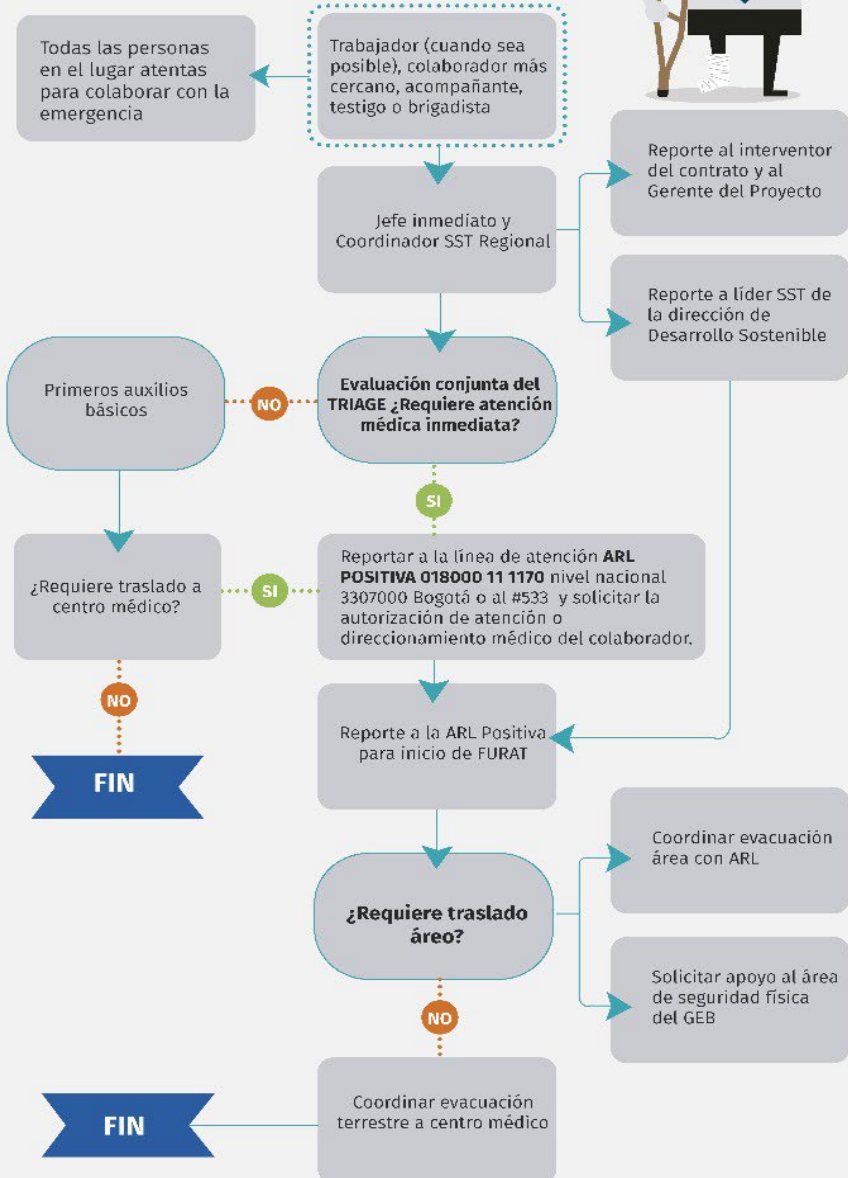 Todas las personas
en el lugar atentas
para colaborar con la
emergencia
Trabajador (cuando sea
posible), colaborador más
cercano, acompañante,
testigo o brigadista
Reporte al interventor
del contrato y al
Gerente del Proyecto
Jefe inmediato y
Coordinador SST Regional
Reporte a líder SST de
la dirección de
Desarrollo Sostenible
Primeros auxilios
básicos
NO
Evaluación conjunta del
TRIAGE ¿Requiere atención
médica inmediata?
SI
¿Requiere traslado a
centro médico?
SI
Reportar a la línea de atención ARL
POSITIVA 018000 11 1170 nivel nacional
3307000 Bogotá o al #533 y solicitar la
autorización de atención o
direccionamiento médico del colaborador.
NO
FIN
Reporte a la ARL Positiva
para inicio de FURAT
¿Requiere traslado
áreo?
Coordinar evacuación
área con ARL
Solicitar apoyo al área
de seguridad física
del GEB
NO
Coordinar evacuación
terrestre a centro médico
FIN